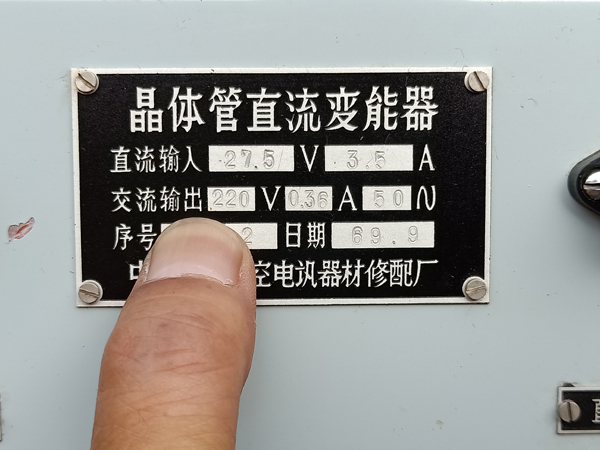 晶体管直流变能器
直流输入 27.5 V 3.5 A
交流输出 220 V 0.36 A 50 ∿
序号 2 日期 69.9
中 空电讯器材修配厂